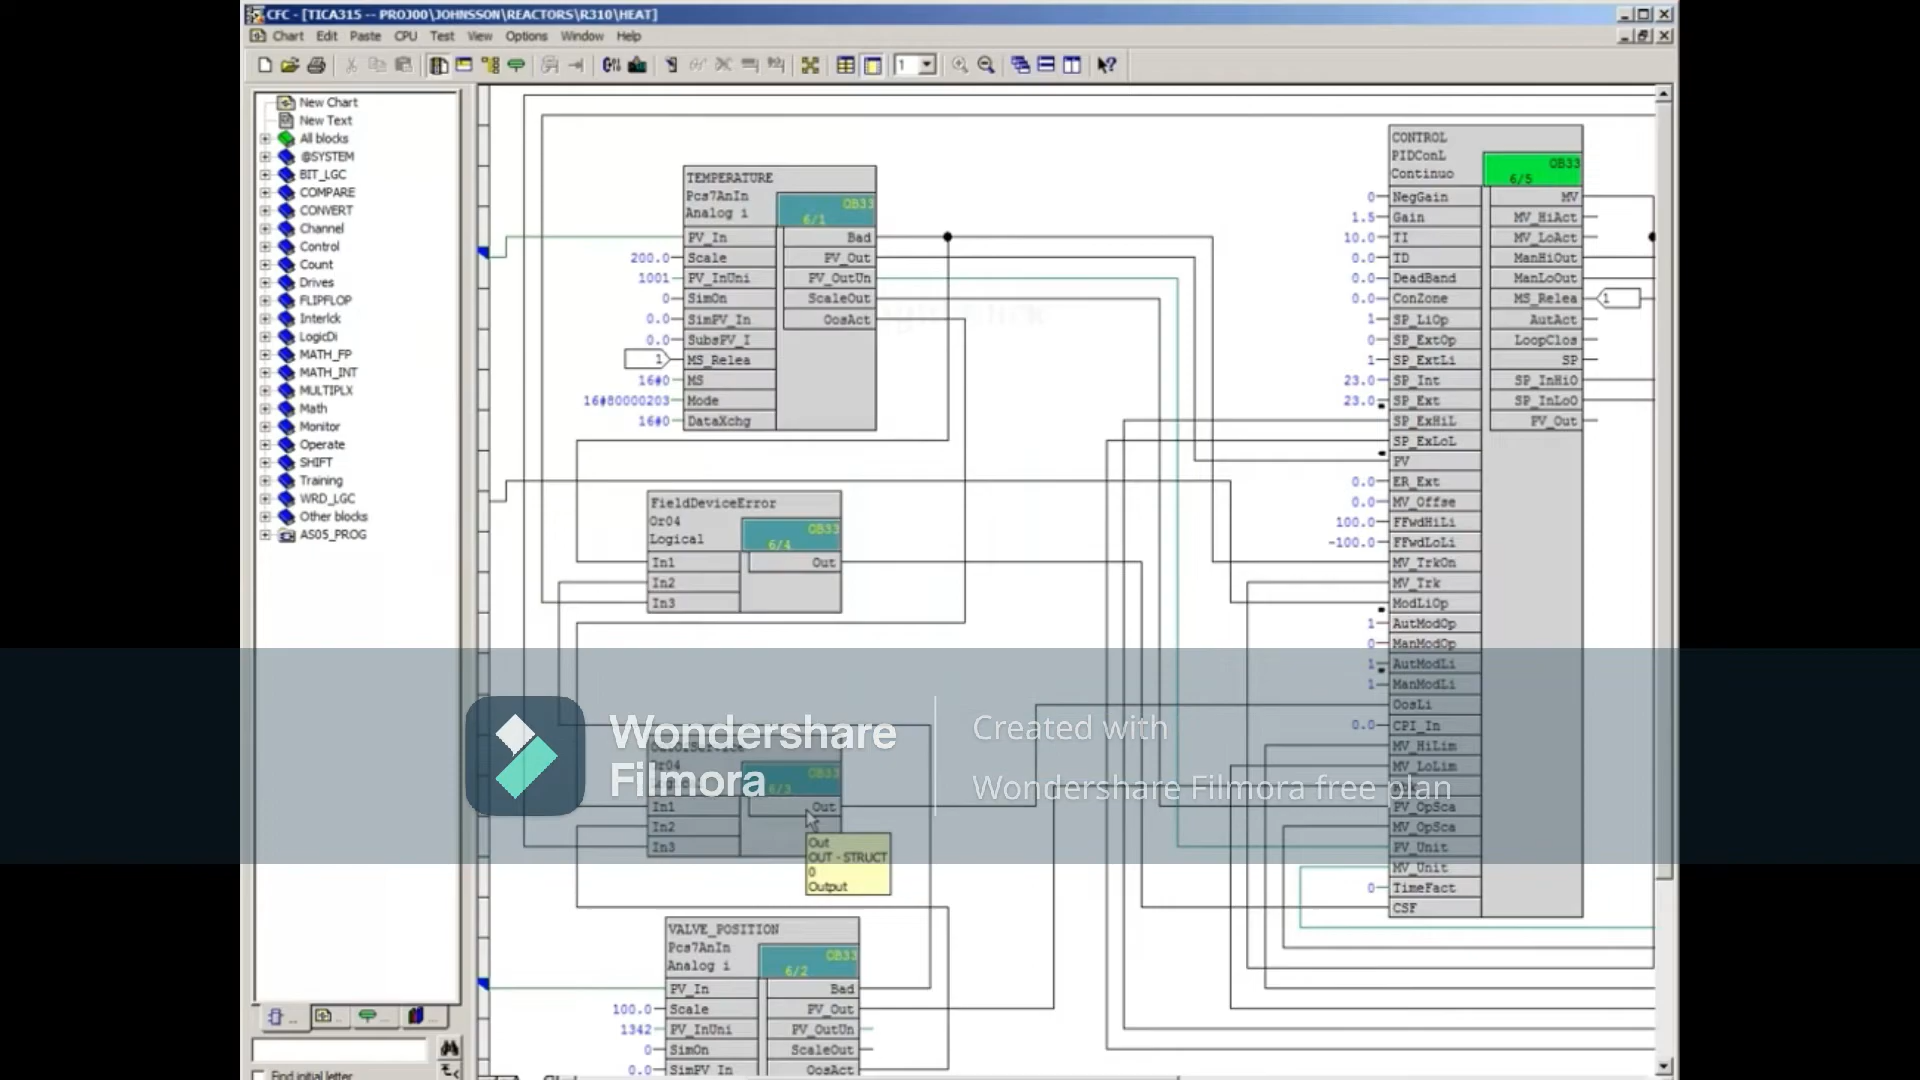 CFC - [TICA315 -- PROJ00\JOHNSSON\REACTORS\R310\HEAT]
Chart Edit Paste CPU Test View Options Window Help
1
New Chart
New Text
All blocks
@SYSTEM
BIT_LGC
COMPARE
CONVERT
Channel
Control
Count
Drives
FLIPFLOP
Interlck
LogicDi
MATH_FP
MATH_INT
MULTIPLX
Math
Monitor
Operate
SHIFT
Training
WRD_LGC
Other blocks
AS05_PROG
Find initial letter
TEMPERATURE
Pcs7AnIn
Analog i
OB33
6/1
PV_In Bad
200.0 Scale PV_Out
1001 PV_InUni PV_OutUn
0 SimOn ScaleOut
0.0 SimPV_In OosAct
0.0 SubsPV_I
1 MS_Relea
16#0 MS
16#80000203 Mode
16#0 DataXchg
FieldDeviceError
Or04
Logical
OB33
6/4
In1 Out
In2
In3
Or04
OB33
6/3
In1 Out
In2
In3
Out
OUT - STRUCT
0
Output
VALVE_POSITION
Pcs7AnIn
Analog i
OB33
6/2
PV_In Bad
100.0 Scale PV_Out
1342 PV_InUni PV_OutUn
0 SimOn ScaleOut
0.0 SimPV_In OosAct
CONTROL
PIDConL
Continuo
OB33
6/5
0 NegGain MV
1.5 Gain MV_HiAct
10.0 TI MV_LoAct
0.0 TD ManHiOut
0.0 DeadBand ManLoOut
0.0 ConZone MS_Relea 1
1 SP_LiOp AutAct
0 SP_ExtOp LoopClos
1 SP_ExtLi SP
23.0 SP_Int SP_InHiO
23.0 SP_Ext SP_InLoO
SP_ExHiL PV_Out
SP_ExLoL
PV
0.0 ER_Ext
0.0 MV_Offse
100.0 FFwdHiLi
-100.0 FFwdLoLi
MV_TrkOn
MV_Trk
ModLiOp
1 AutModOp
0 ManModOp
1 AutModLi
1 ManModLi
OosLi
0.0 CPI_In
MV_HiLim
MV_LoLim
PV_OpSca
MV_OpSca
PV_Unit
MV_Unit
0 TimeFact
CSF
Wondershare
Filmora
Created with
Wondershare Filmora free plan